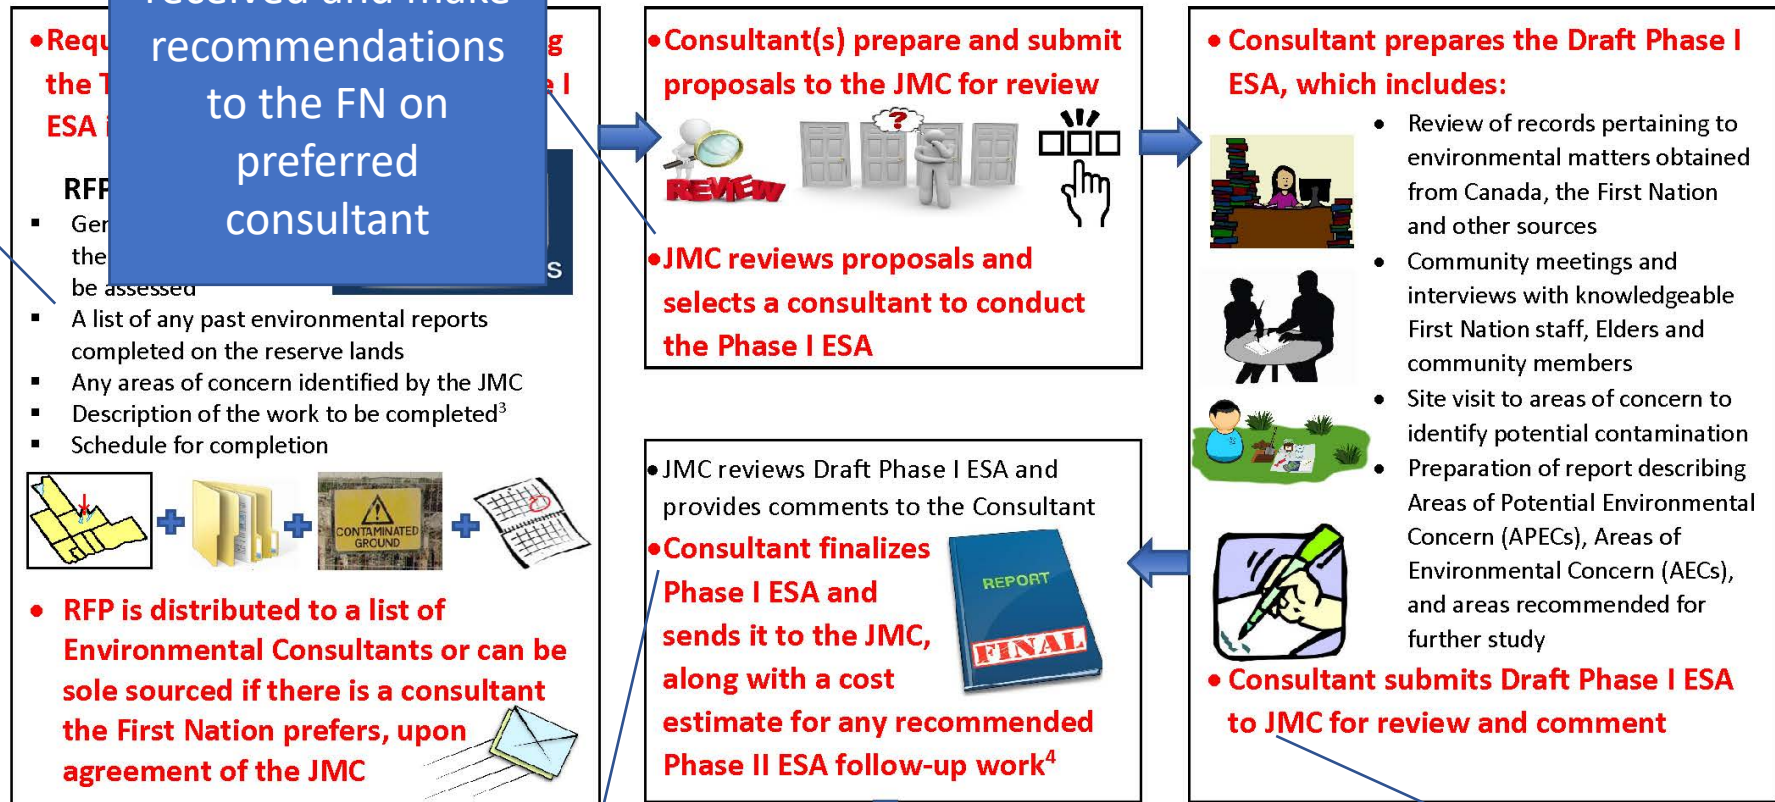 received and make
recommendations
to the FN on
preferred
consultant
•Requ
the T
ESA i
ng
e I
RFP
▪ Ger
the
be assessed
s
▪ A list of any past environmental reports
completed on the reserve lands
▪ Any areas of concern identified by the JMC
▪ Description of the work to be completed³
▪ Schedule for completion
CONTAMINATED
GROUND
• RFP is distributed to a list of
Environmental Consultants or can be
sole sourced if there is a consultant
the First Nation prefers, upon
agreement of the JMC
•Consultant(s) prepare and submit
proposals to the JMC for review
?
REVIEW
•JMC reviews proposals and
selects a consultant to conduct
the Phase I ESA
• Consultant prepares the Draft Phase I
ESA, which includes:
• Review of records pertaining to
environmental matters obtained
from Canada, the First Nation
and other sources
• Community meetings and
interviews with knowledgeable
First Nation staff, Elders and
community members
• Site visit to areas of concern to
identify potential contamination
• Preparation of report describing
Areas of Potential Environmental
Concern (APECs), Areas of
Environmental Concern (AECs),
and areas recommended for
further study
• Consultant submits Draft Phase I ESA
to JMC for review and comment
•JMC reviews Draft Phase I ESA and
provides comments to the Consultant
•Consultant finalizes
Phase I ESA and
sends it to the JMC,
along with a cost
estimate for any recommended
Phase II ESA follow-up work⁴
REPORT
FINAL